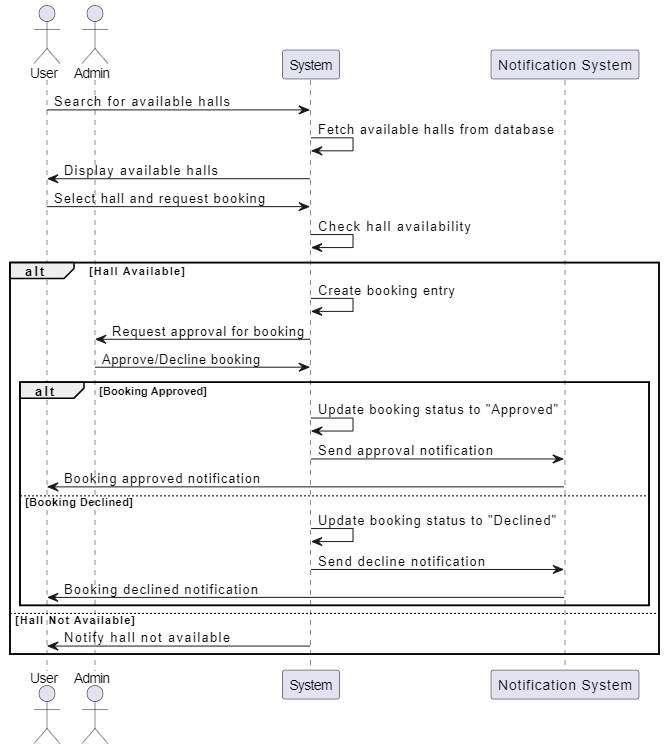 User
Admin
System
Notification System
Search for available halls
Fetch available halls from database
Display available halls
Select hall and request booking
Check hall availability
alt
[Hall Available]
Create booking entry
Request approval for booking
Approve/Decline booking
alt
[Booking Approved]
Update booking status to "Approved"
Send approval notification
Booking approved notification
[Booking Declined]
Update booking status to "Declined"
Send decline notification
Booking declined notification
[Hall Not Available]
Notify hall not available
User
Admin
System
Notification System